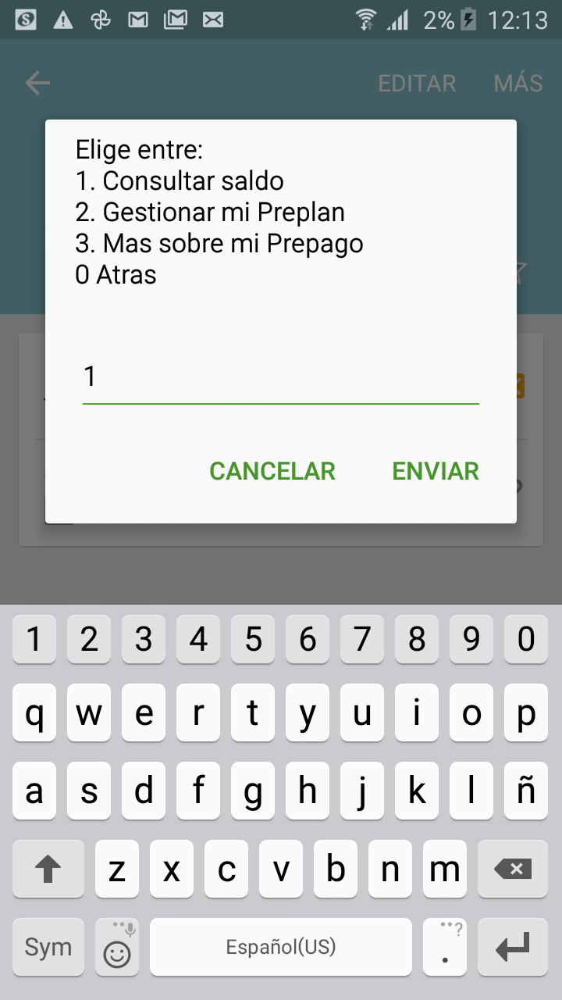 2% 12:13
EDITAR MÁS
Elige entre:
1. Consultar saldo
2. Gestionar mi Preplan
3. Mas sobre mi Prepago
0 Atras
1
CANCELAR ENVIAR
1 2 3 4 5 6 7 8 9 0
q w e r t y u i o p
a s d f g h j k l ñ
z x c v b n m
Sym Español(US) . ?